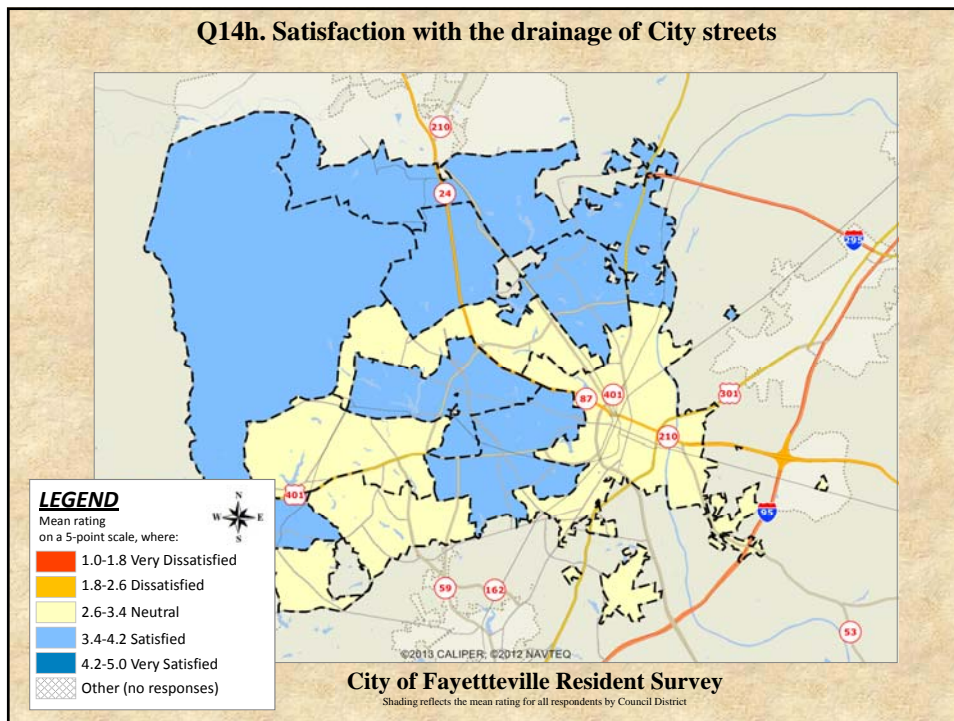 Q14h. Satisfaction with the drainage of City streets
210
24
295
87
401
301
210
401
95
59
162
53
©2013 CALIPER; ©2012 NAVTEQ
LEGEND
Mean rating
on a 5-point scale, where:
N
W E
S
1.0-1.8 Very Dissatisfied
1.8-2.6 Dissatisfied
2.6-3.4 Neutral
3.4-4.2 Satisfied
4.2-5.0 Very Satisfied
Other (no responses)
City of Fayettteville Resident Survey
Shading reflects the mean rating for all respondents by Council District